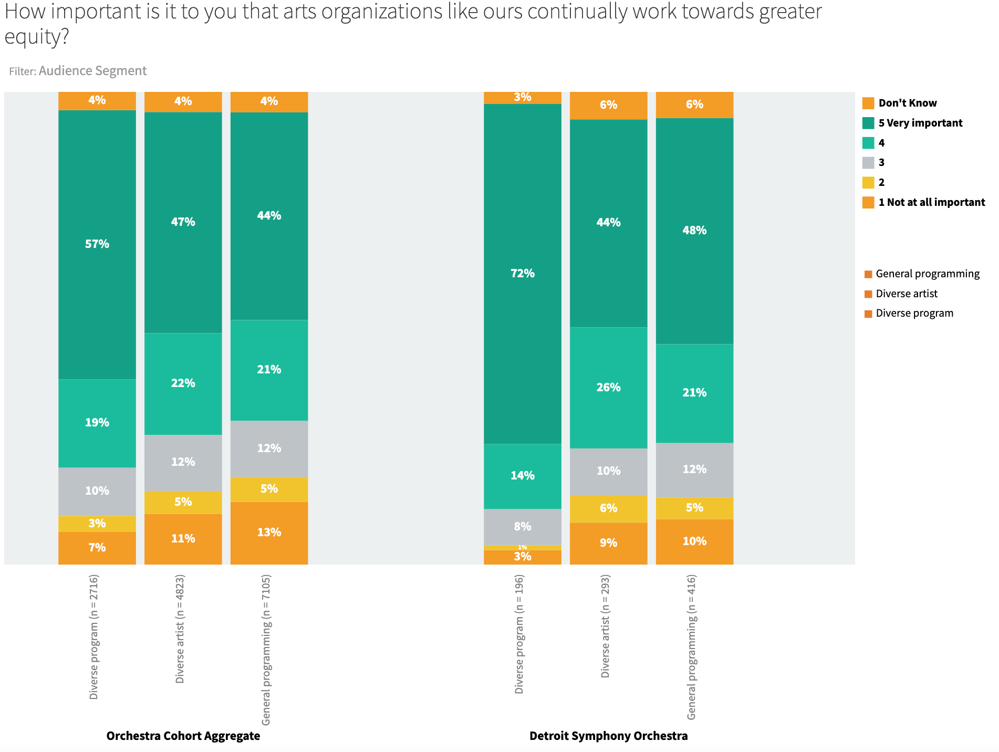 How important is it to you that arts organizations like ours continually work towards greater
equity?
Filter: Audience Segment
4%
57%
19%
10%
3%
7%
4%
47%
22%
12%
5%
11%
4%
44%
21%
12%
5%
13%
3%
72%
14%
8%
1%
3%
6%
44%
26%
10%
6%
9%
6%
48%
21%
12%
5%
10%
Don't Know
5 Very important
4
3
2
1 Not at all important
General programming
Diverse artist
Diverse program
Diverse program (n = 2716)
Diverse artist (n = 4823)
General programming (n = 7105)
Diverse program (n = 196)
Diverse artist (n = 293)
General programming (n = 416)
Orchestra Cohort Aggregate
Detroit Symphony Orchestra